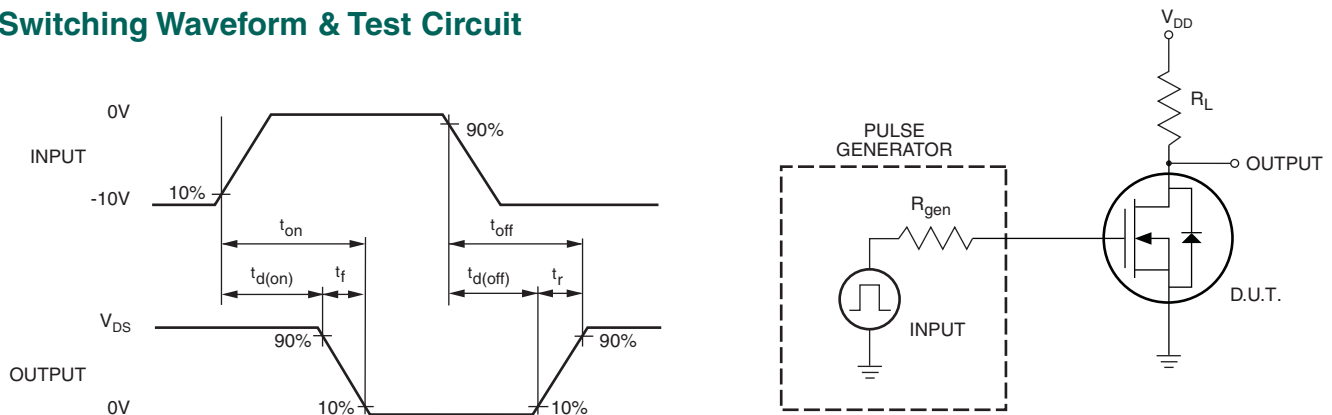 Switching Waveform & Test Circuit
0V
INPUT
-10V
10%
90%
t_on
t_off
t_d(on)
t_f
t_d(off)
t_r
V_DS
OUTPUT
0V
90%
10%
90%
10%
V_DD
R_L
PULSE
GENERATOR
OUTPUT
R_gen
INPUT
D.U.T.